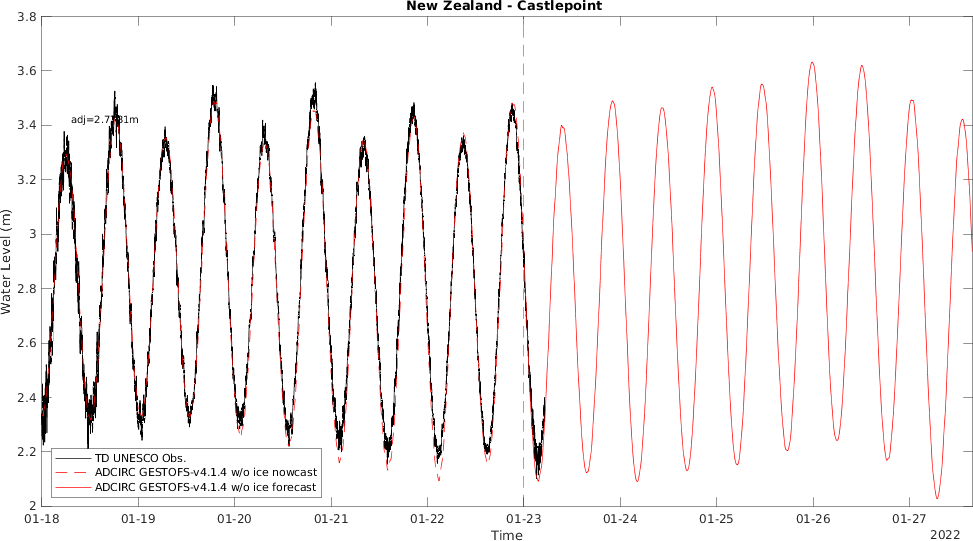 New Zealand - Castlepoint
3.8
3.6
3.4
3.2
3
2.8
2.6
2.4
2.2
2
Water Level (m)
TD UNESCO Obs.
ADCIRC GESTOFS-v4.1.4 w/o ice nowcast
ADCIRC GESTOFS-v4.1.4 w/o ice forecast
01-18 01-19 01-20 01-21 01-22 01-23 01-24 01-25 01-26 01-27
Time
2022